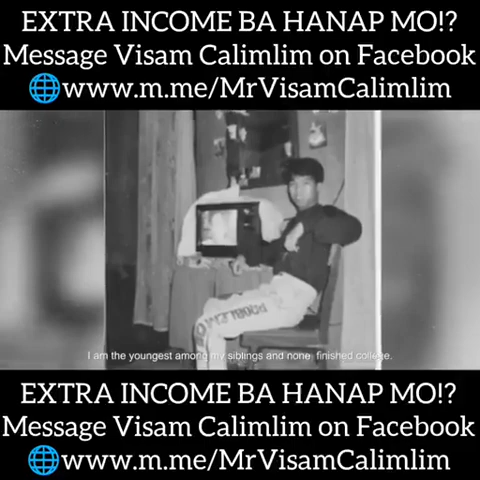 EXTRA INCOME BA HANAP MO!?
Message Visam Calimlim on Facebook
🌐www.m.me/MrVisamCalimlim
I am the youngest among my siblings and none finished college.
EXTRA INCOME BA HANAP MO!?
Message Visam Calimlim on Facebook
🌐www.m.me/MrVisamCalimlim